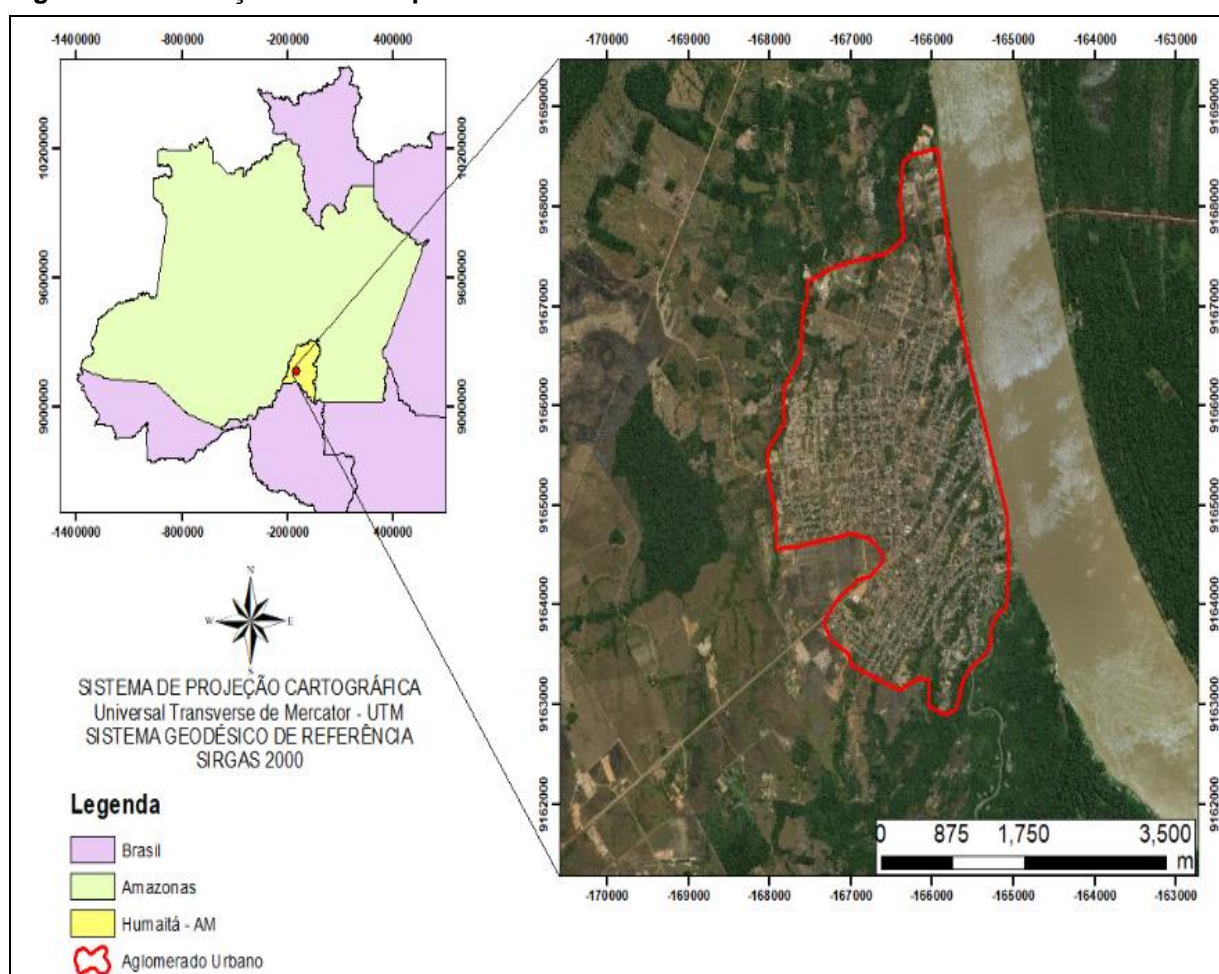 -1400000 -800000 -200000 400000
10200000
9600000
9000000
10200000
9600000
9000000
-1400000 -800000 -200000 400000
N
W E
S
SISTEMA DE PROJEÇÃO CARTOGRÁFICA
Universal Transverse de Mercator - UTM
SISTEMA GEODÉSICO DE REFERÊNCIA
SIRGAS 2000
Legenda
Brasil
Amazonas
Humaitá - AM
Aglomerado Urbano
-170000 -169000 -168000 -167000 -166000 -165000 -164000 -163000
9169000
9168000
9167000
9166000
9165000
9164000
9163000
9162000
9169000
9168000
9167000
9166000
9165000
9164000
9163000
9162000
0 875 1,750 3,500
m
-170000 -169000 -168000 -167000 -166000 -165000 -164000 -163000